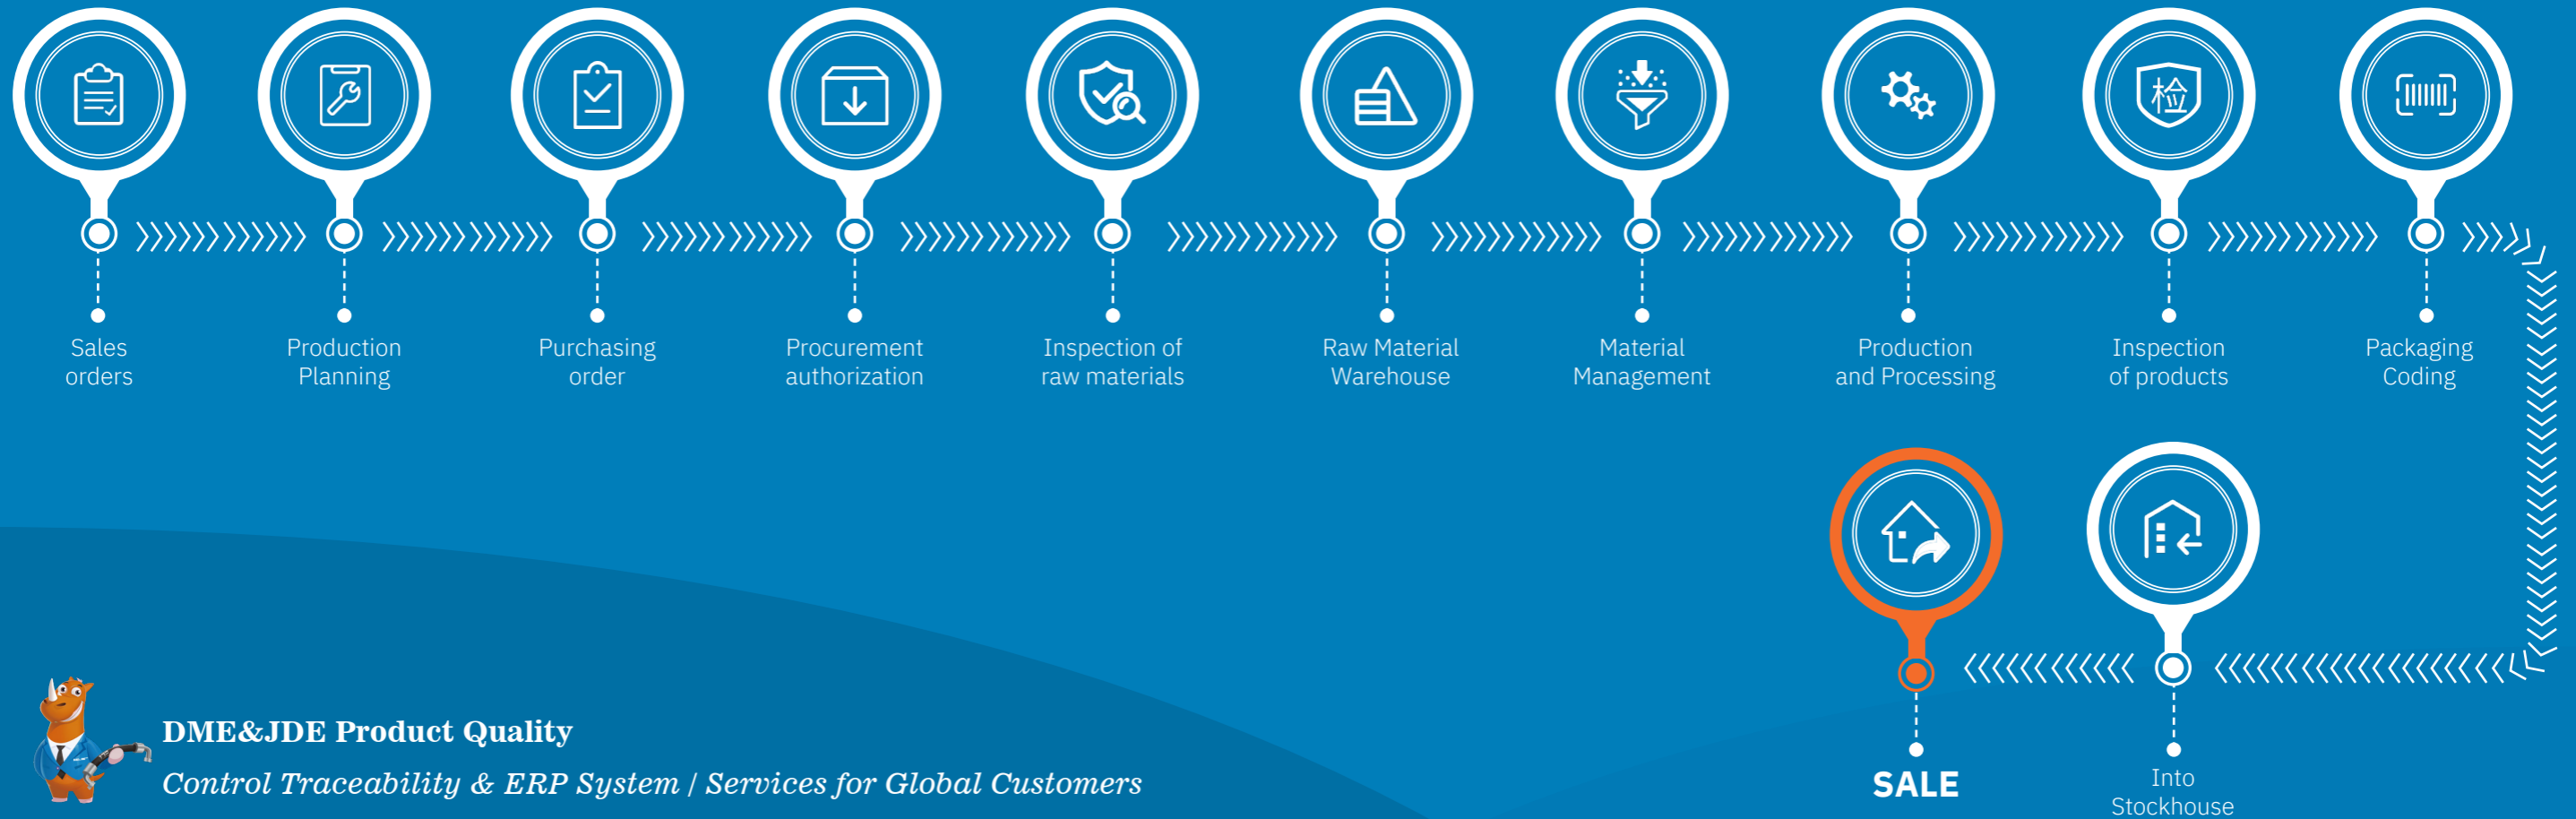 检
Sales
orders
Production
Planning
Purchasing
order
Procurement
authorization
Inspection of
raw materials
Raw Material
Warehouse
Material
Management
Production
and Processing
Inspection
of products
Packaging
Coding
SALE
Into
Stockhouse
DME&JDE Product Quality
Control Traceability & ERP System / Services for Global Customers